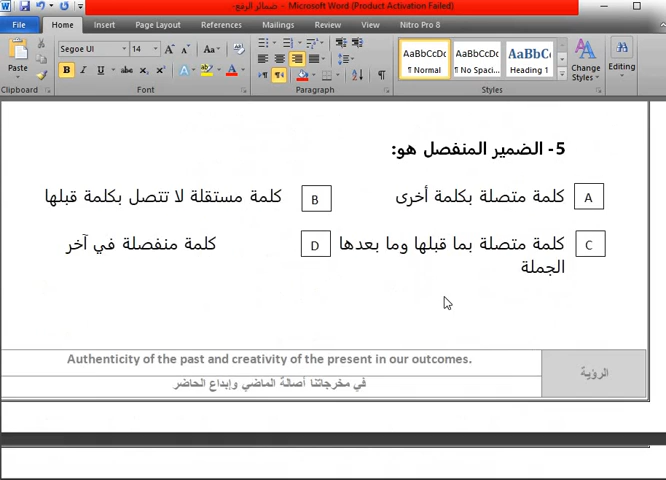 ضمائر الرفع- - Microsoft Word (Product Activation Failed)
File Home Insert Page Layout References Mailings Review View Nitro Pro 8
Segoe UI 14
Paste
B I U abc x₂ x² A ab A
AaBbCcDc AaBbCcDc AaBbC
¶ Normal ¶ No Spaci... Heading 1
Change Styles
Editing
Clipboard Font Paragraph Styles
5- الضمير المنفصل هو:
A كلمة متصلة بكلمة أخرى B كلمة مستقلة لا تتصل بكلمة قبلها
C كلمة متصلة بما قبلها وما بعدها D كلمة منفصلة في آخر
الجملة
Authenticity of the past and creativity of the present in our outcomes.
الرؤية
في مخرجاتنا أصالة الماضي وإبداع الحاضر